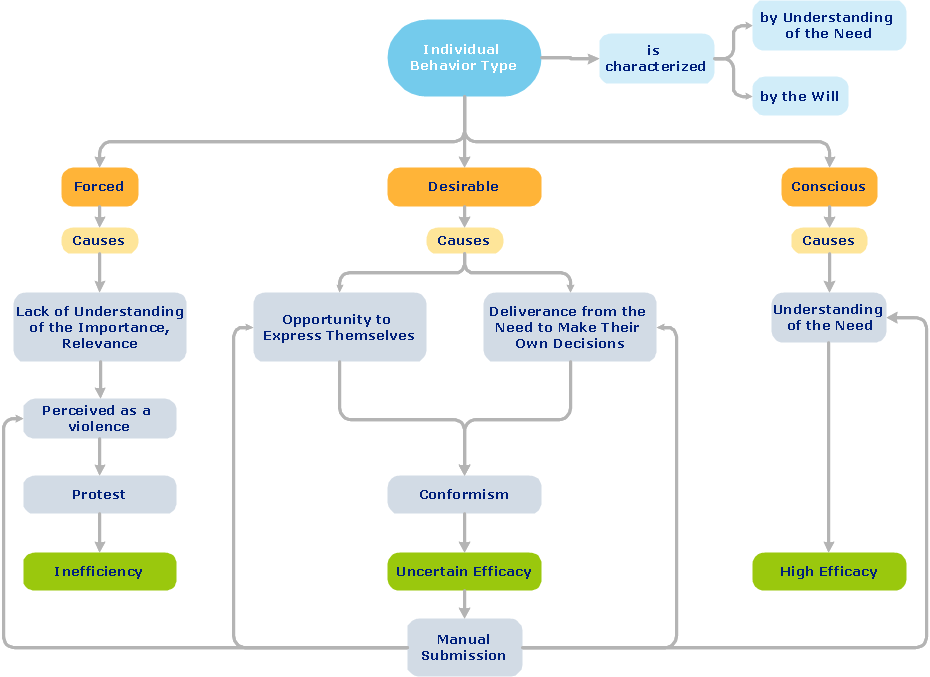 Individual
Behavior Type
is
characterized
by Understanding
of the Need
by the Will
Forced
Desirable
Conscious
Causes
Causes
Causes
Lack of Understanding
of the Importance,
Relevance
Opportunity to
Express Themselves
Deliverance from the
Need to Make Their
Own Decisions
Understanding
of the Need
Perceived as a
violence
Protest
Conformism
Inefficiency
Uncertain Efficacy
High Efficacy
Manual
Submission